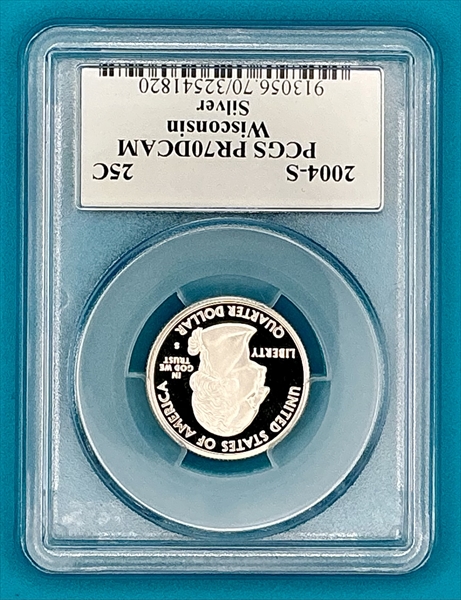 2004-S 25C
PCGS PR70DCAM
Wisconsin
Silver
913056.70/32541820
UNITED STATES OF AMERICA
LIBERTY
IN
GOD WE
TRUST
S
QUARTER DOLLAR